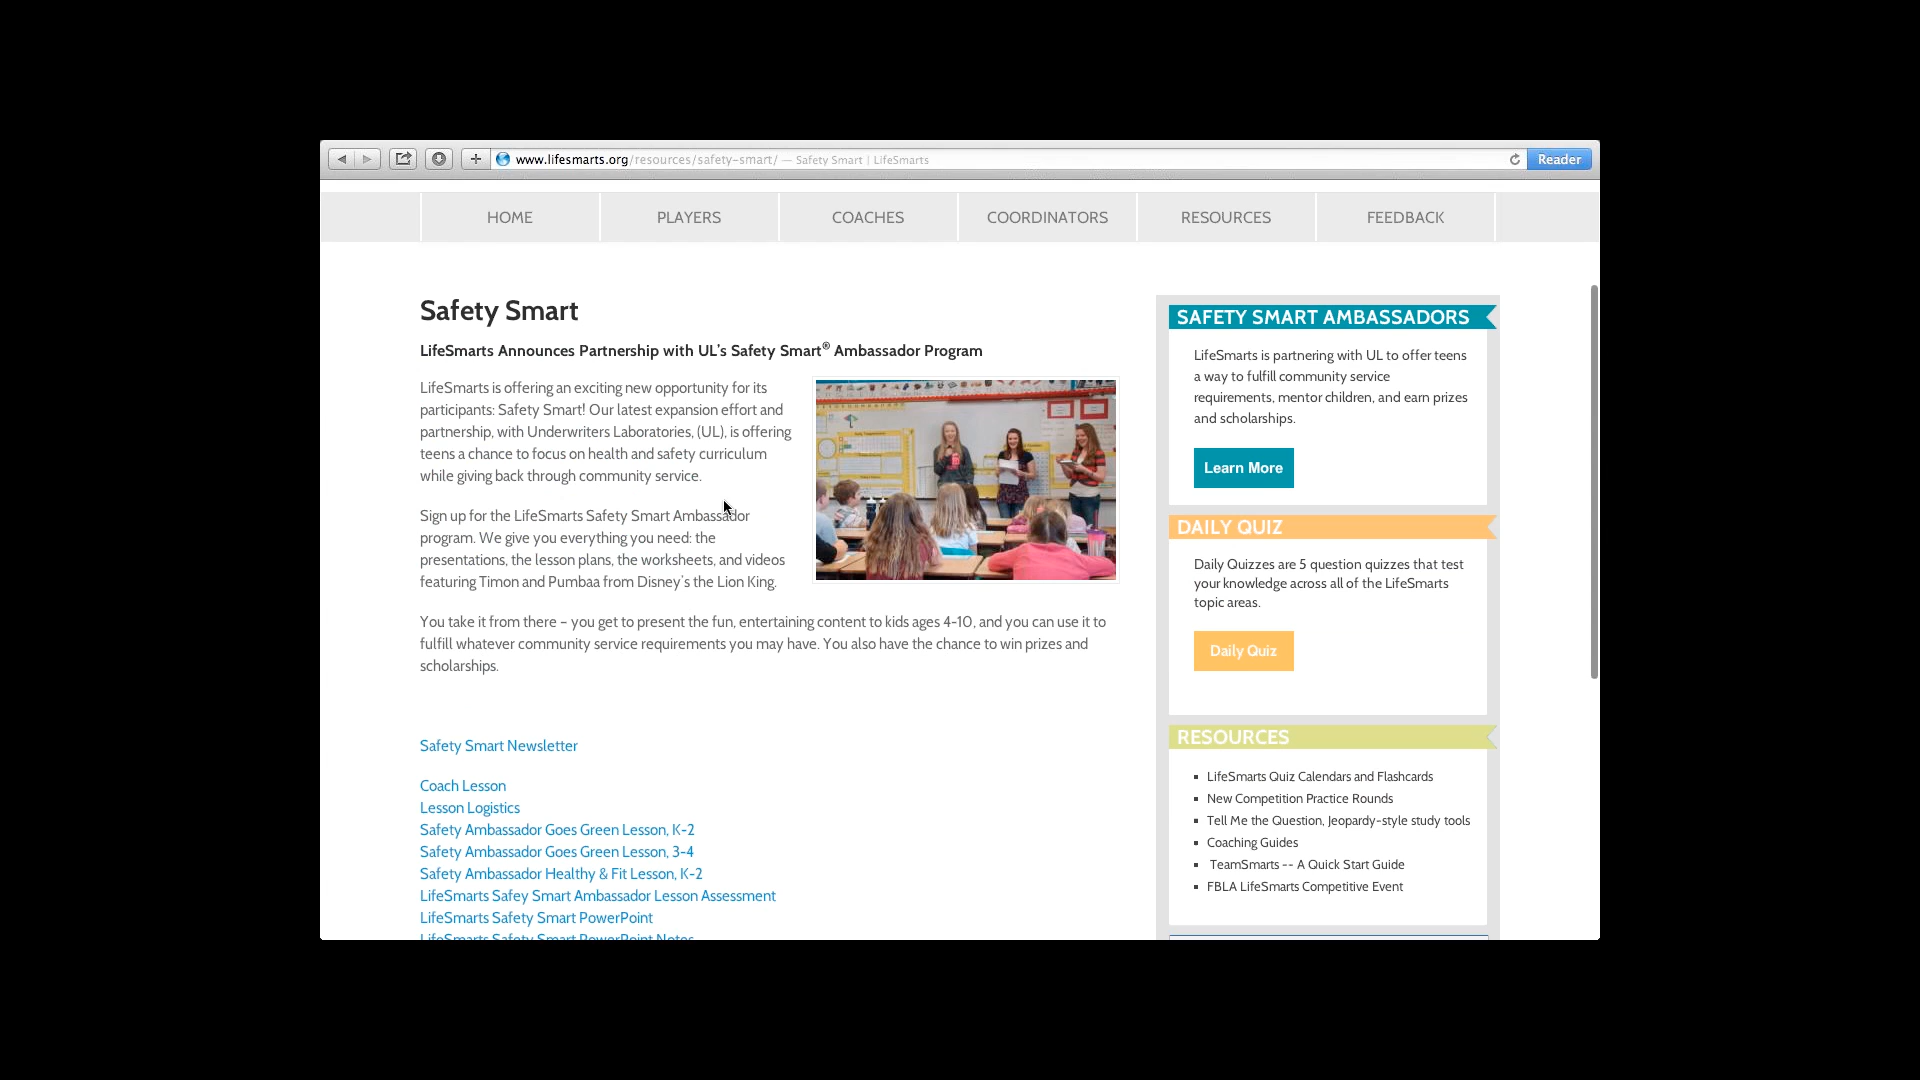 www.lifesmarts.org/resources/safety-smart/ — Safety Smart | LifeSmarts
Reader
HOME
PLAYERS
COACHES
COORDINATORS
RESOURCES
FEEDBACK
Safety Smart
LifeSmarts Announces Partnership with UL's Safety Smart® Ambassador Program
LifeSmarts is offering an exciting new opportunity for its
participants: Safety Smart! Our latest expansion effort and
partnership, with Underwriters Laboratories, (UL), is offering
teens a chance to focus on health and safety curriculum
while giving back through community service.
Sign up for the LifeSmarts Safety Smart Ambassador
program. We give you everything you need: the
presentations, the lesson plans, the worksheets, and videos
featuring Timon and Pumbaa from Disney's the Lion King.
You take it from there – you get to present the fun, entertaining content to kids ages 4-10, and you can use it to
fulfill whatever community service requirements you may have. You also have the chance to win prizes and
scholarships.
Safety Smart Newsletter
Coach Lesson
Lesson Logistics
Safety Ambassador Goes Green Lesson, K-2
Safety Ambassador Goes Green Lesson, 3-4
Safety Ambassador Healthy & Fit Lesson, K-2
LifeSmarts Safey Smart Ambassador Lesson Assessment
LifeSmarts Safety Smart PowerPoint
LifeSmarts Safety Smart PowerPoint Notes
SAFETY SMART AMBASSADORS
LifeSmarts is partnering with UL to offer teens
a way to fulfill community service
requirements, mentor children, and earn prizes
and scholarships.
Learn More
DAILY QUIZ
Daily Quizzes are 5 question quizzes that test
your knowledge across all of the LifeSmarts
topic areas.
Daily Quiz
RESOURCES
LifeSmarts Quiz Calendars and Flashcards
New Competition Practice Rounds
Tell Me the Question, Jeopardy-style study tools
Coaching Guides
TeamSmarts -- A Quick Start Guide
FBLA LifeSmarts Competitive Event